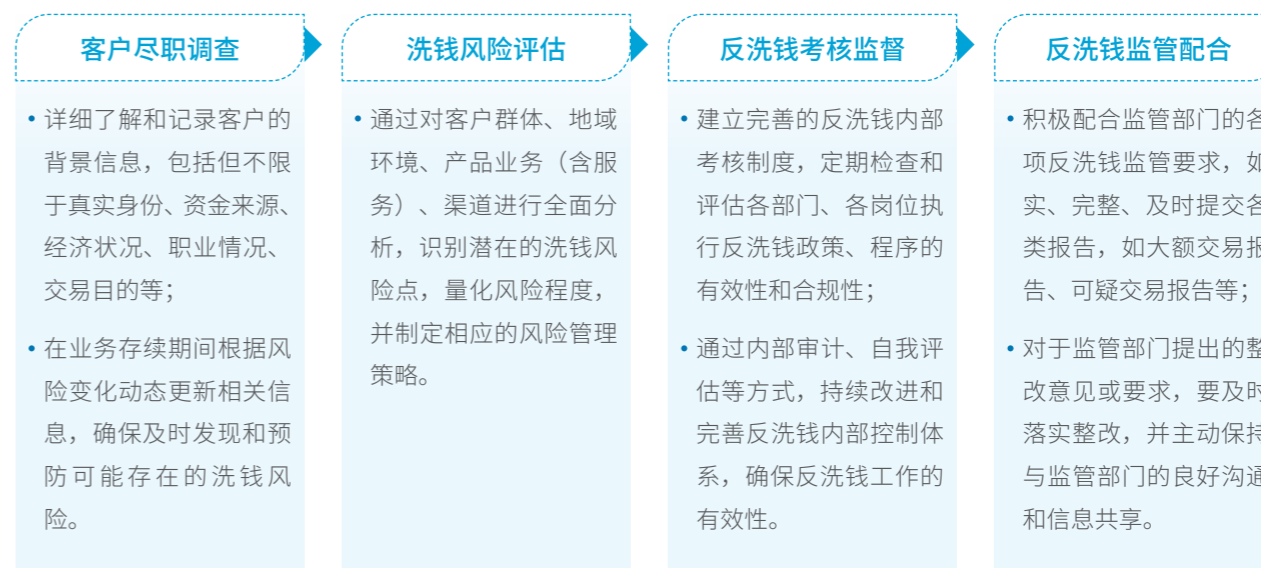 客户尽职调查
• 详细了解和记录客户的
背景信息，包括但不限
于真实身份、资金来源、
经济状况、职业情况、
交易目的等；
• 在业务存续期间根据风
险变化动态更新相关信
息，确保及时发现和预
防可能存在的洗钱风
险。
洗钱风险评估
• 通过对客户群体、地域
环境、产品业务（含服
务）、渠道进行全面分
析，识别潜在的洗钱风
险点，量化风险程度，
并制定相应的风险管理
策略。
反洗钱考核监督
• 建立完善的反洗钱内部
考核制度，定期检查和
评估各部门、各岗位执
行反洗钱政策、程序的
有效性和合规性；
• 通过内部审计、自我评
估等方式，持续改进和
完善反洗钱内部控制体
系，确保反洗钱工作的
有效性。
反洗钱监管配合
• 积极配合监管部门的各
项反洗钱监管要求，如
实、完整、及时提交各
类报告，如大额交易报
告、可疑交易报告等；
• 对于监管部门提出的整
改意见或要求，要及时
落实整改，并主动保持
与监管部门的良好沟通
和信息共享。